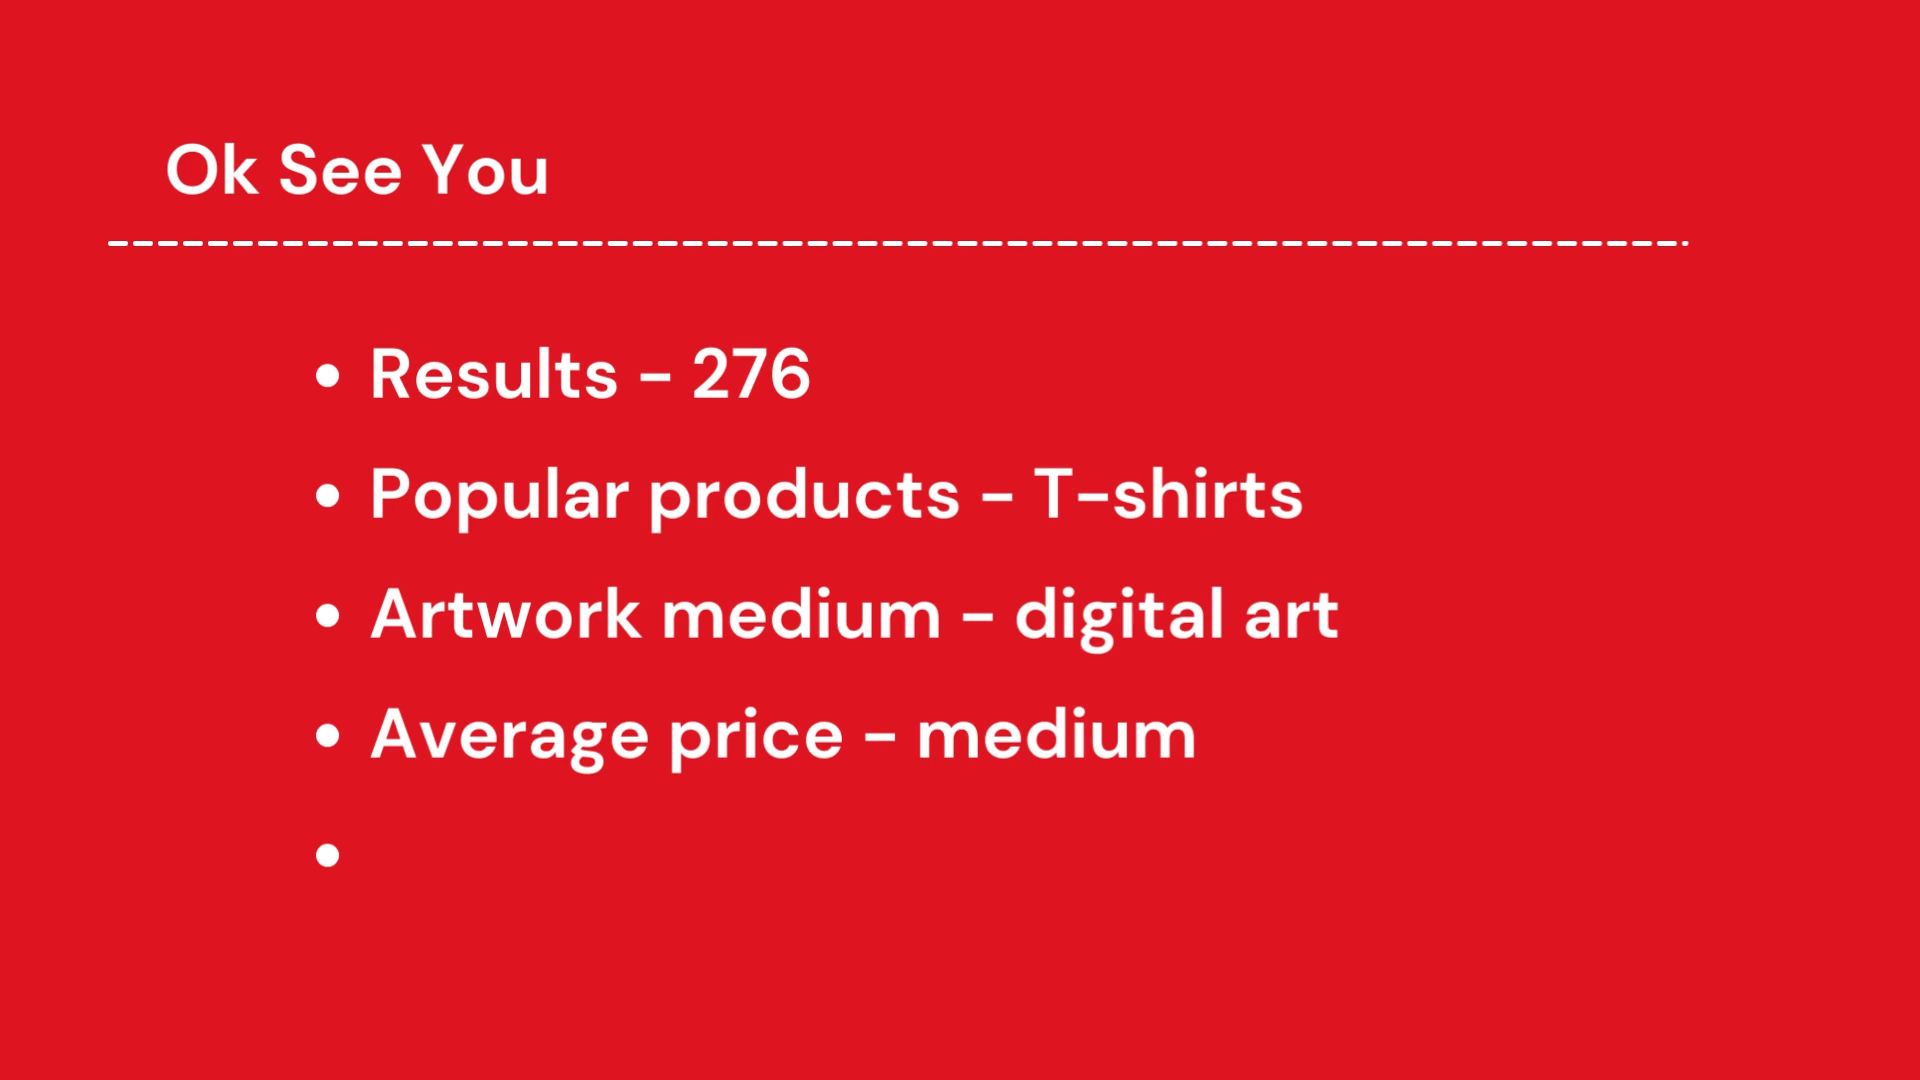 Ok See You
• Results - 276
• Popular products - T-shirts
• Artwork medium - digital art
• Average price - medium
•